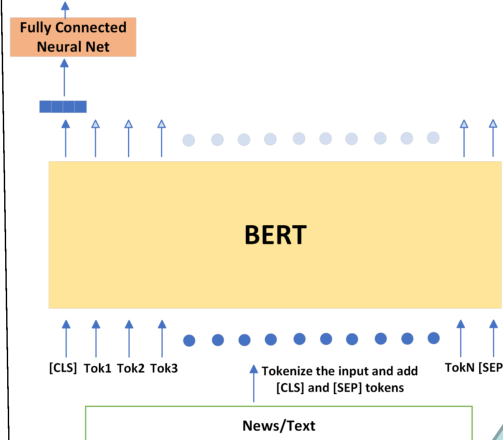 Fully Connected
Neural Net
BERT
[CLS] Tok1 Tok2 Tok3 TokN [SEP
Tokenize the input and add
[CLS] and [SEP] tokens
News/Text